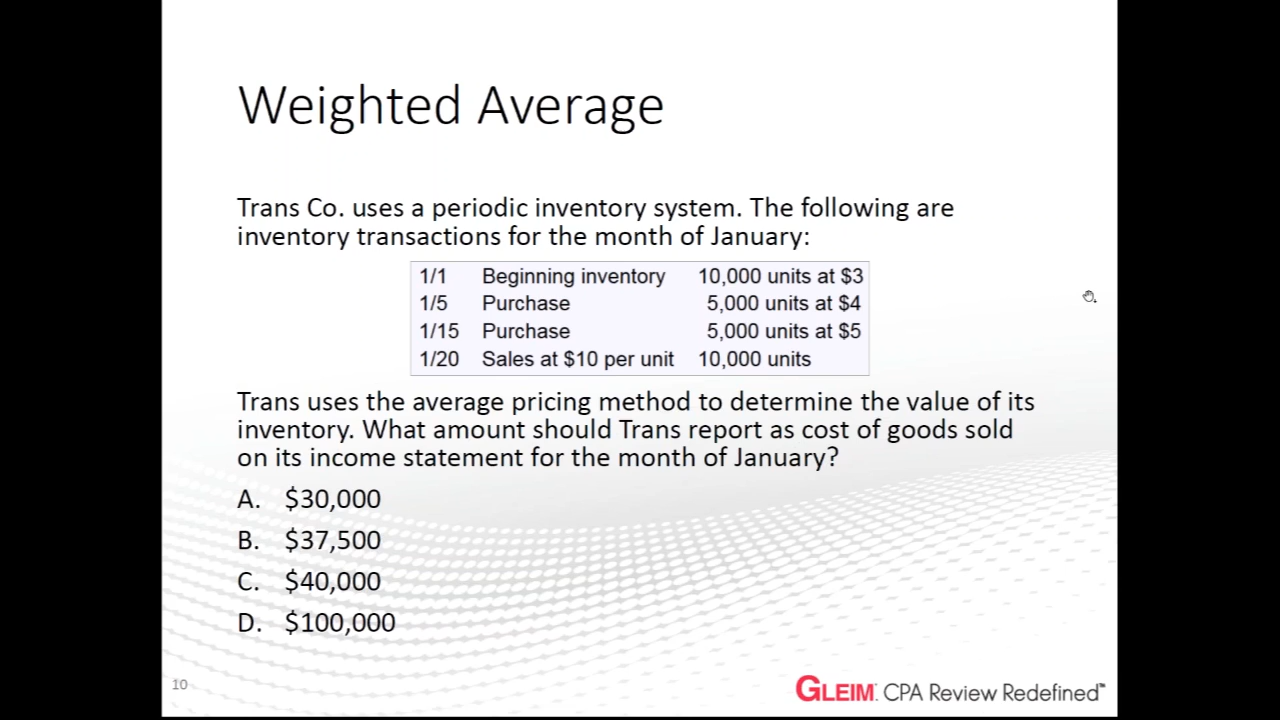 Weighted Average
Trans Co. uses a periodic inventory system. The following are
inventory transactions for the month of January:
1/1 Beginning inventory 10,000 units at $3
1/5 Purchase 5,000 units at $4
1/15 Purchase 5,000 units at $5
1/20 Sales at $10 per unit 10,000 units
Trans uses the average pricing method to determine the value of its
inventory. What amount should Trans report as cost of goods sold
on its income statement for the month of January?
A. $30,000
B. $37,500
C. $40,000
D. $100,000
10
GLEIM CPA Review Redefined™